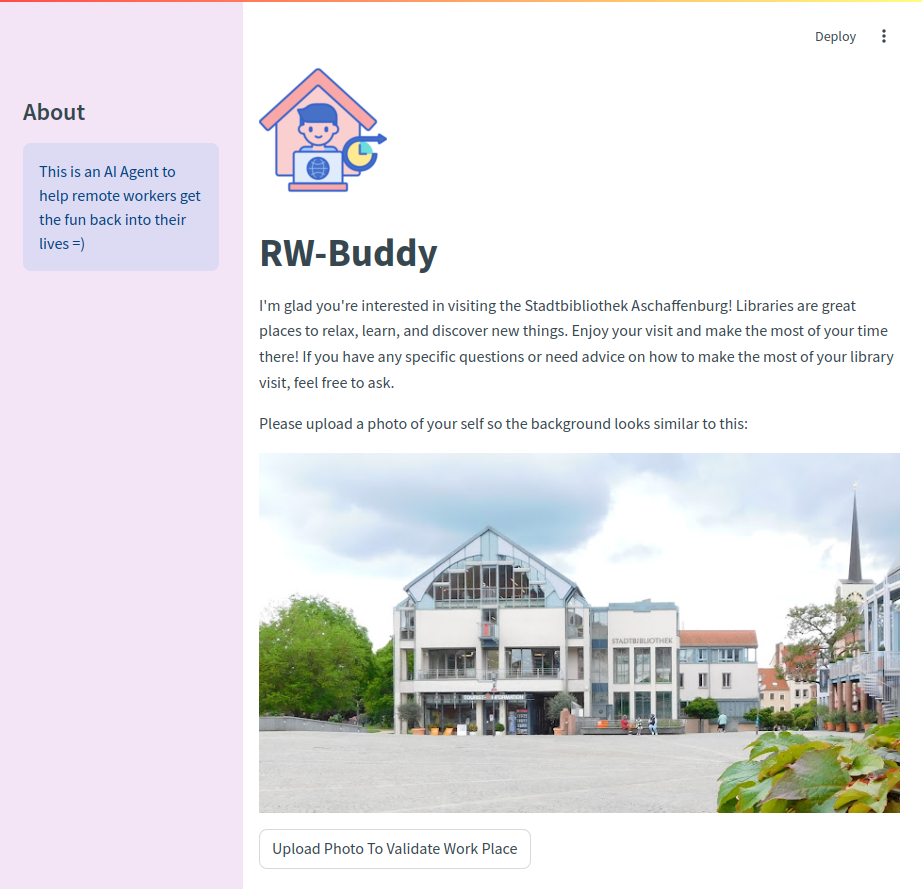 Deploy
About
This is an AI Agent to
help remote workers get
the fun back into their
lives =)
RW-Buddy
I'm glad you're interested in visiting the Stadtbibliothek Aschaffenburg! Libraries are great
places to relax, learn, and discover new things. Enjoy your visit and make the most of your time
there! If you have any specific questions or need advice on how to make the most of your library
visit, feel free to ask.
Please upload a photo of your self so the background looks similar to this:
STADTBIBLIOTHEK
Upload Photo To Validate Work Place